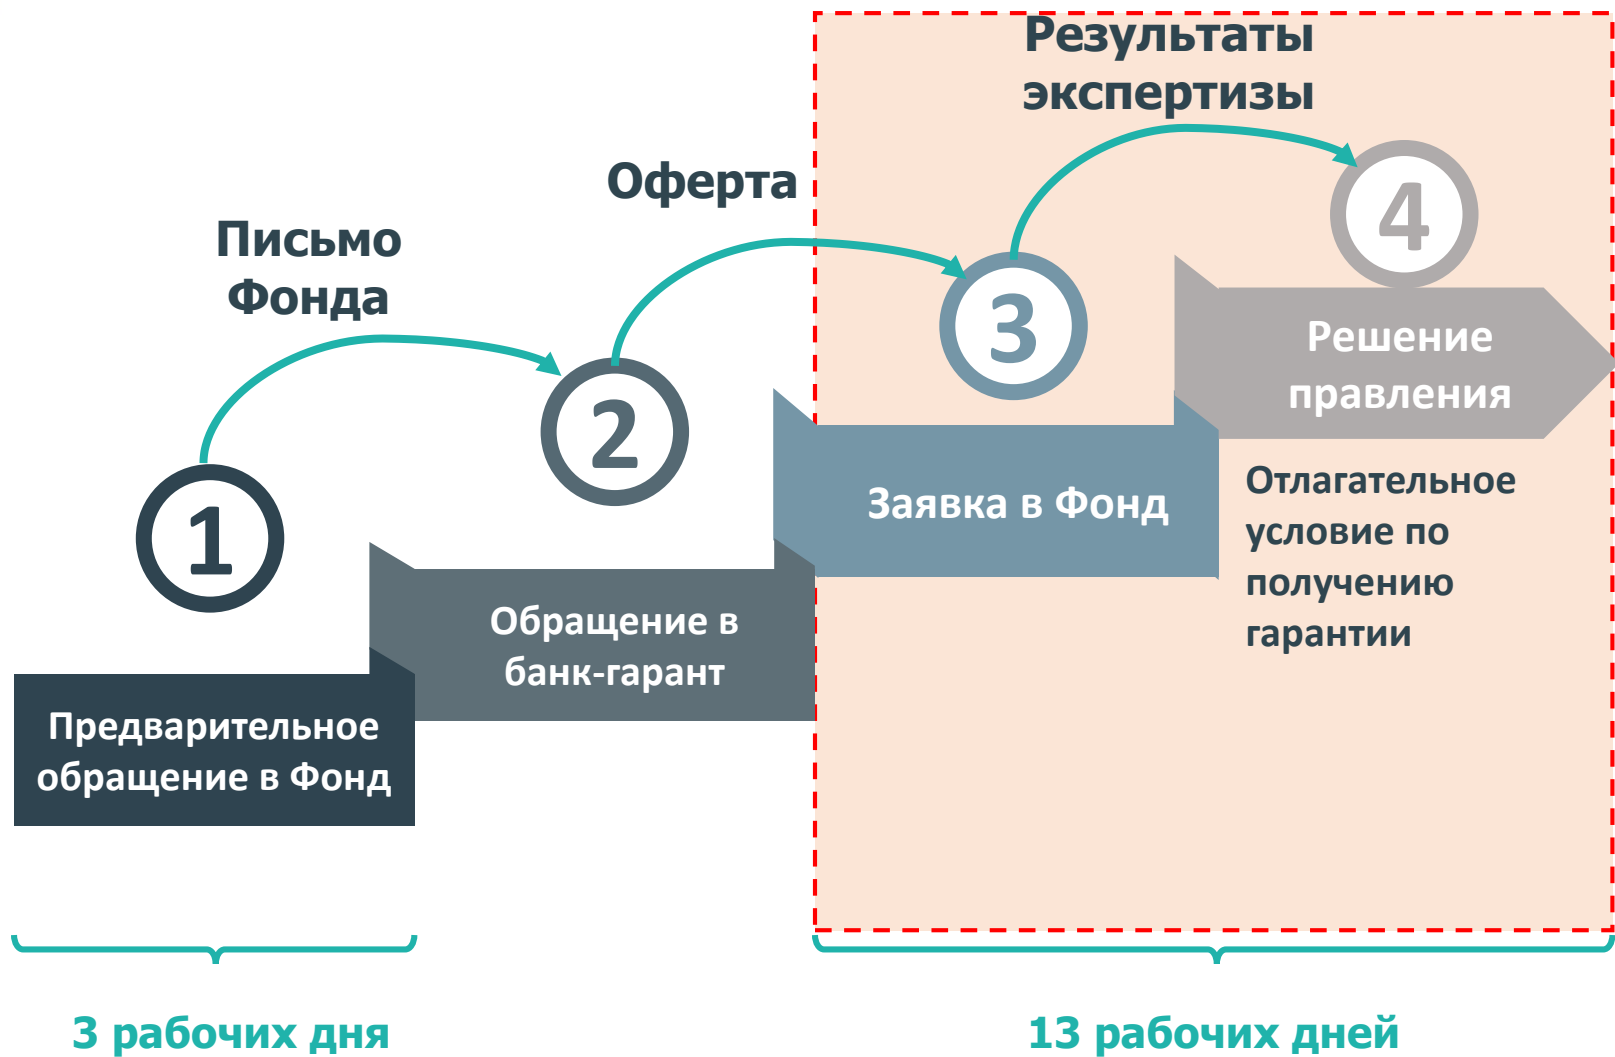 Результаты
экспертизы
Оферта
Письмо
Фонда
1
2
3
4
Предварительное
обращение в Фонд
Обращение в
банк-гарант
Заявка в Фонд
Решение
правления
Отлагательное
условие по
получению
гарантии
3 рабочих дня
13 рабочих дней